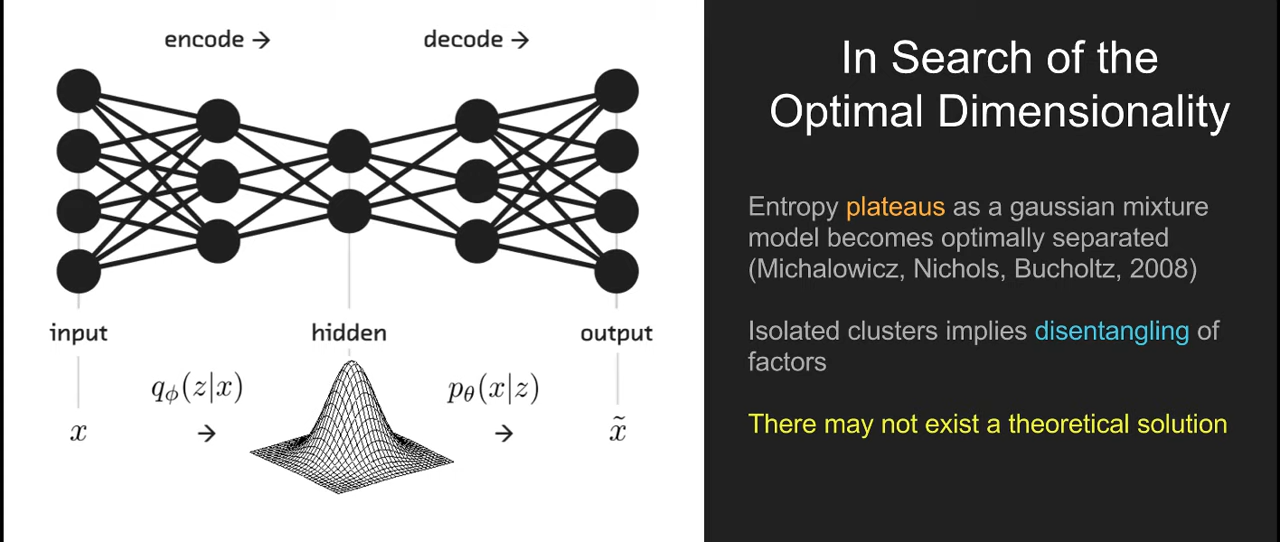 encode →
decode →
input
hidden
output
qϕ(z|x)
pθ(x|z)
x
→
→
x̃
In Search of the
Optimal Dimensionality
Entropy plateaus as a gaussian mixture
model becomes optimally separated
(Michalowicz, Nichols, Bucholtz, 2008)
Isolated clusters implies disentangling of
factors
There may not exist a theoretical solution